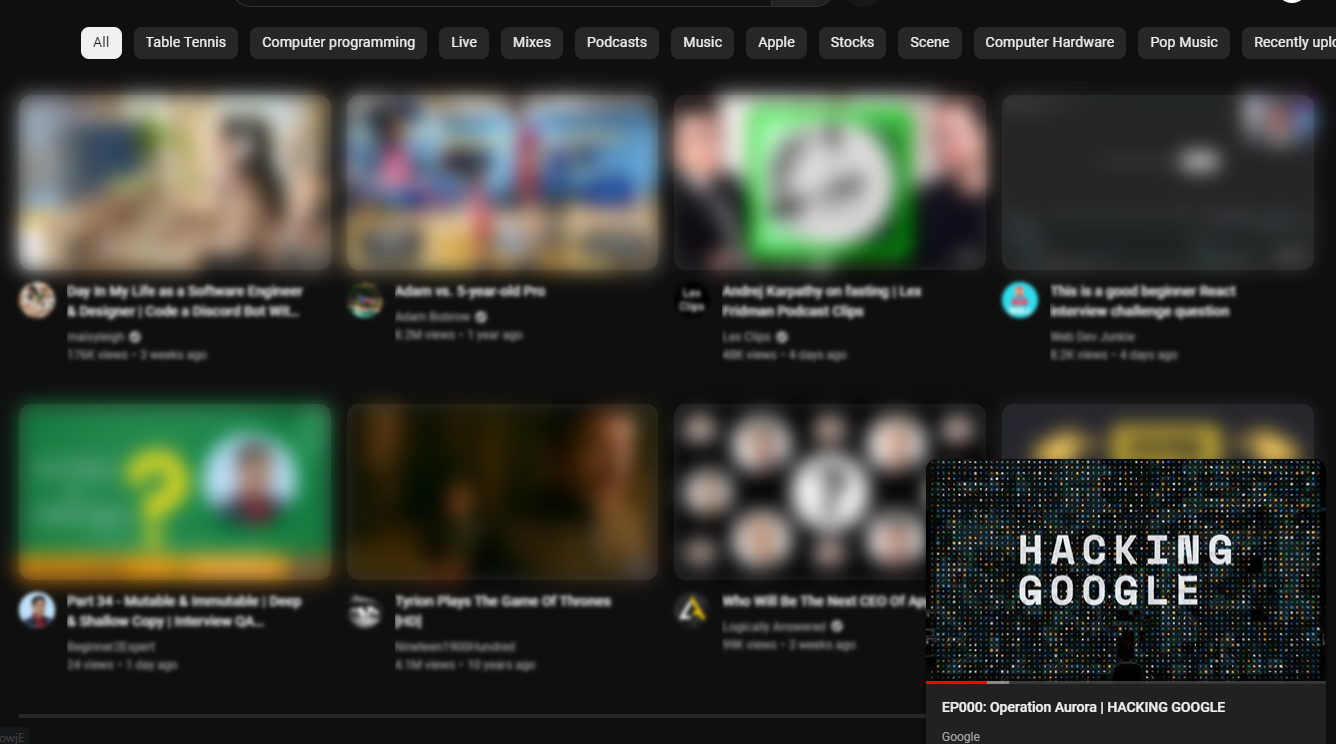 All Table Tennis Computer programming Live Mixes Podcasts Music Apple Stocks Scene Computer Hardware Pop Music Recently uplo
Day In My Life as a Software Engineer
& Designer | Code a Discord Bot Wit...
maisyleigh
176K views • 3 weeks ago
Adam vs. 5-year-old Pro
Adam Bobrow
8.2M views • 1 year ago
Lex
Clips
Andrej Karpathy on fasting | Lex
Fridman Podcast Clips
Lex Clips
48K views • 4 days ago
This is a good beginner React
interview challenge question
Web Dev Junkie
8.2K views • 4 days ago
Part 34 - Mutable & Immutable | Deep
& Shallow Copy | Interview QA...
Beginner2Expert
24 views • 1 day ago
Tyrion Plays The Game Of Thrones
[HD]
Nineteen1900Hundred
4.1M views • 10 years ago
Who Will Be The Next CEO Of Ap
Logically Answered
99K views • 3 weeks ago
HACKING
GOOGLE
EP000: Operation Aurora | HACKING GOOGLE
Google
owjE